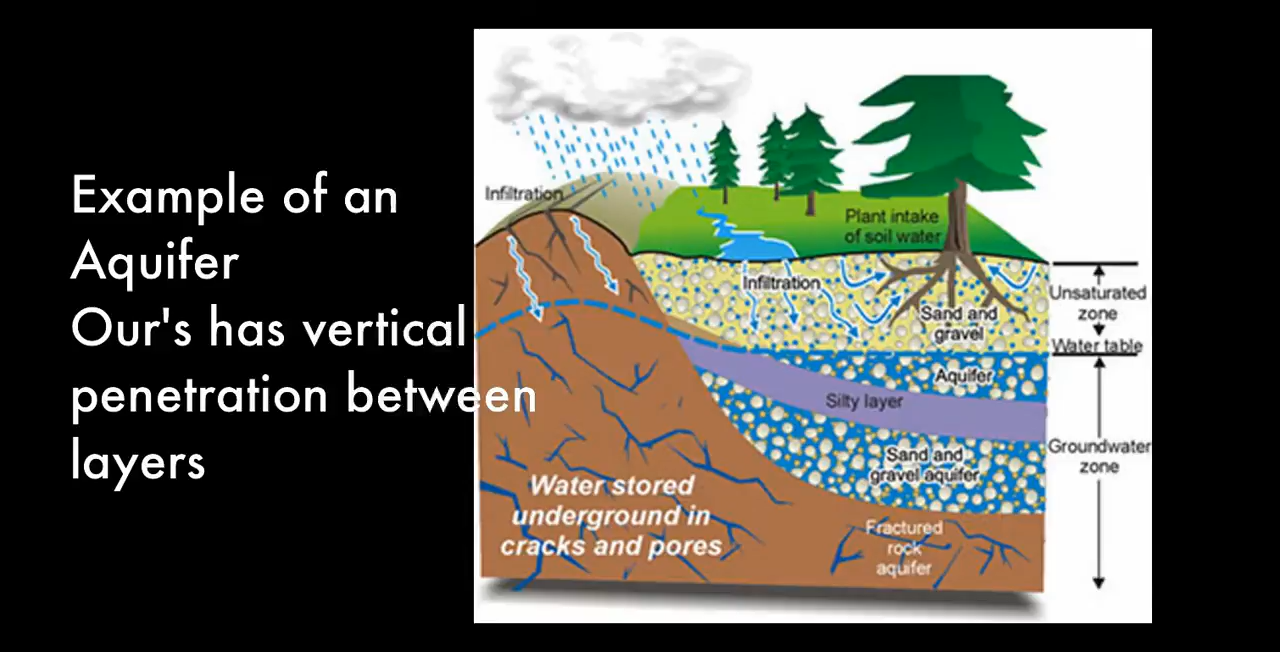 Example of an
Aquifer
Our's has vertical
penetration between
layers
Infiltration
Plant intake
of soil water
Infiltration
Sand and
gravel
Unsaturated
zone
Water table
Aquifer
Silty layer
Groundwater
zone
Sand and
gravel aquifer
Water stored
underground in
cracks and pores
Fractured
rock
aquifer